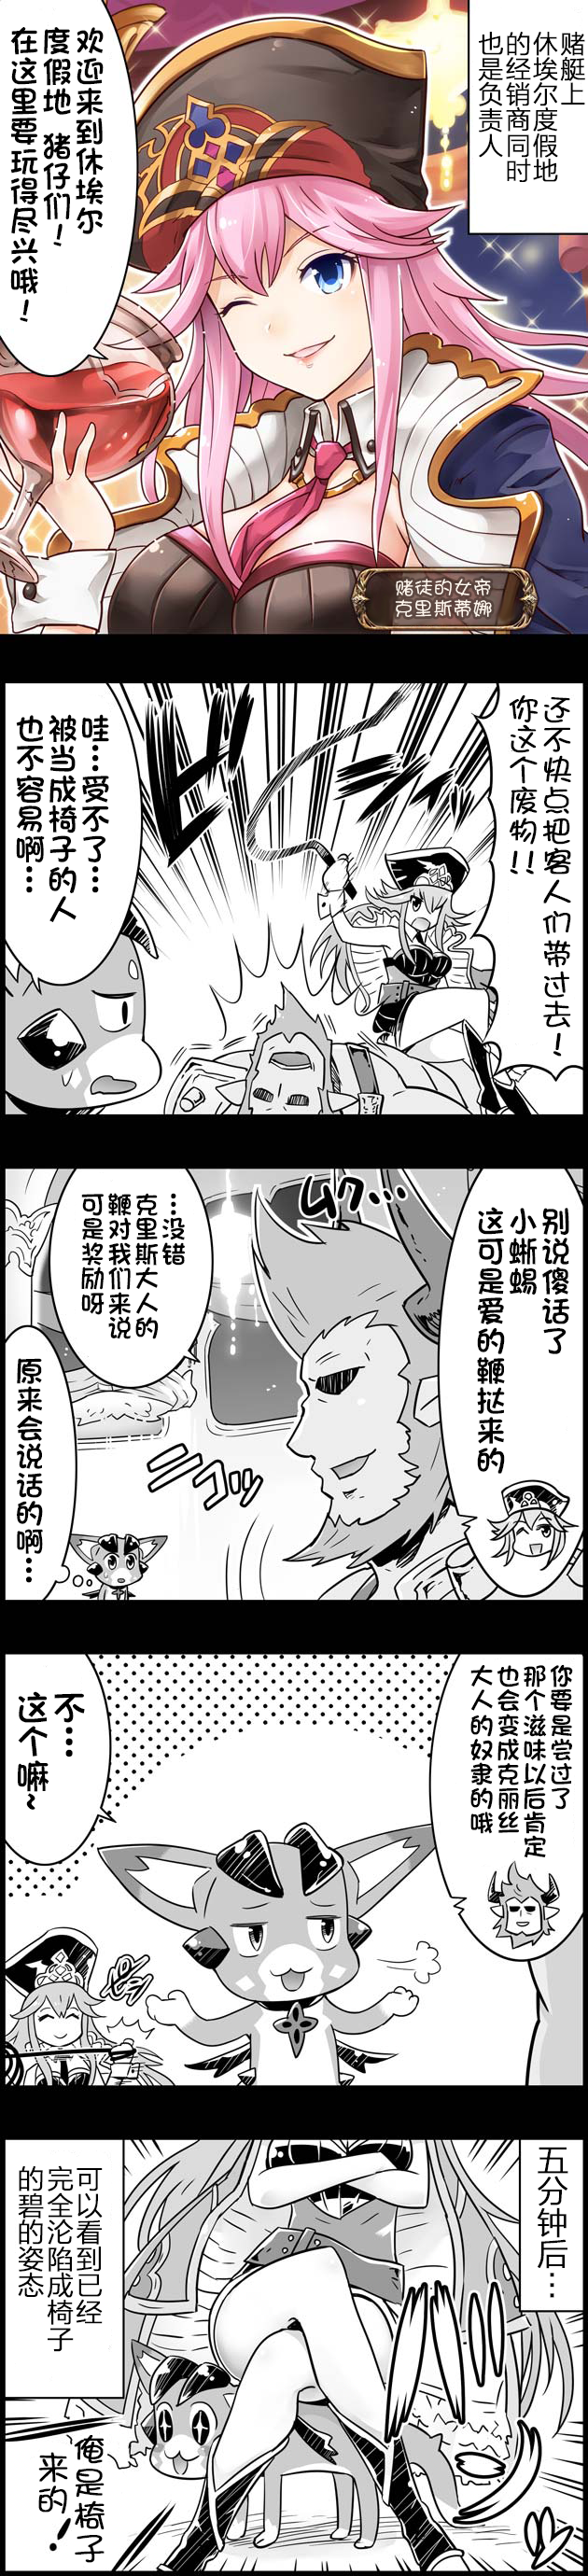 赌艇上
休埃尔度假地
的经销商同时
也是负责人
欢迎来到休埃尔
度假地 猪仔们！
在这里要玩得尽兴哦！
赌徒的女帝
克里斯蒂娜
还不快点把客人们带过去！
你这个废物！！
哇…受不了…
被当成椅子的人
也不容易啊…
别说傻话了
小蜥蜴
这可是爱的鞭挞来的
ムク…
…没错
克里斯大人的
鞭对我们来说
可是奖励呀
ニコッ
原来会说话的啊…
你要是尝过了
那个滋味以后肯定
也会变成克丽丝
大人的奴隶的哦
不…
这个嘛~
五分钟后…
可以看到已经
完全沦陷成椅子
的碧的姿态
俺是椅子
来的！